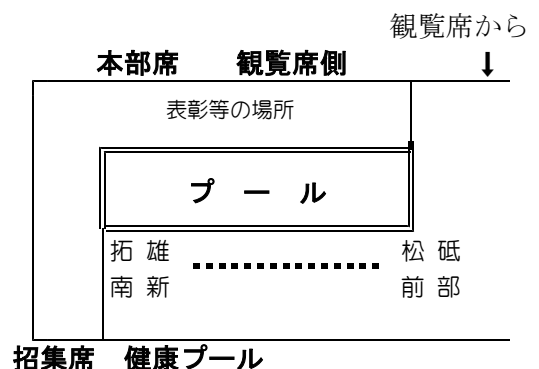 観覧席から
本部席 観覧席側 ↓
表彰等の場所
プール
拓雄 松砥
南新 前部
招集席 健康プール